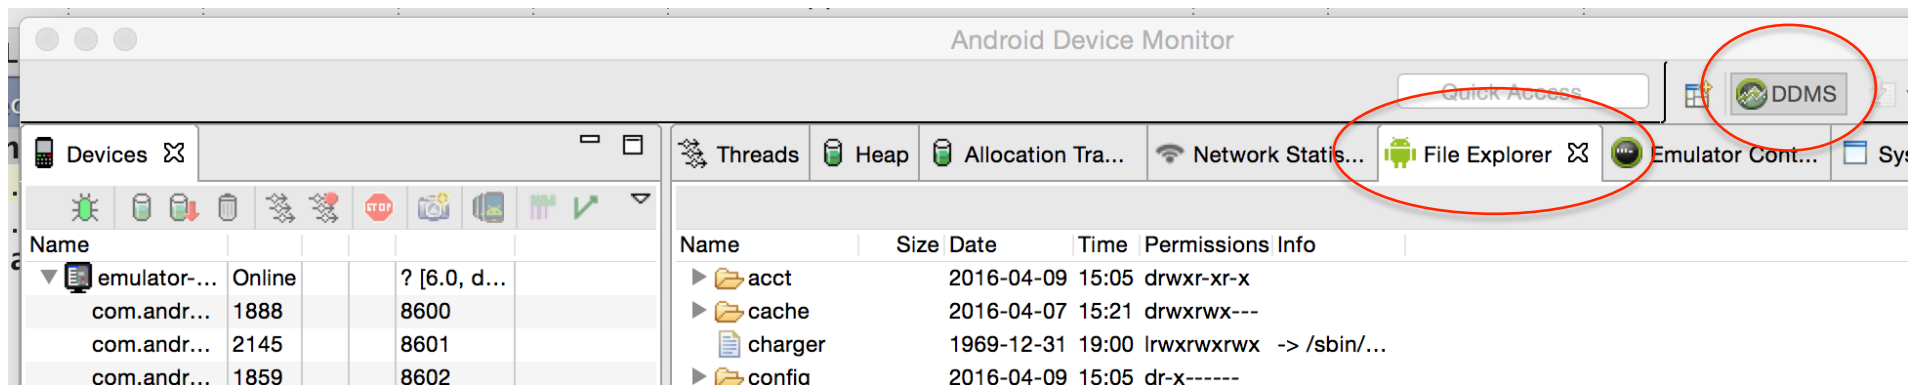 Android Device Monitor
Quick Access
DDMS
Devices
Threads Heap Allocation Tra... Network Statis... File Explorer Emulator Cont... Sys
STOP
Name
Name Size Date Time Permissions Info
emulator-... Online ? [6.0, d...
acct 2016-04-09 15:05 drwxr-xr-x
com.andr... 1888 8600
cache 2016-04-07 15:21 drwxrwx---
com.andr... 2145 8601
charger 1969-12-31 19:00 lrwxrwxrwx -> /sbin/...
com.andr... 1859 8602
config 2016-04-09 15:05 dr-x------